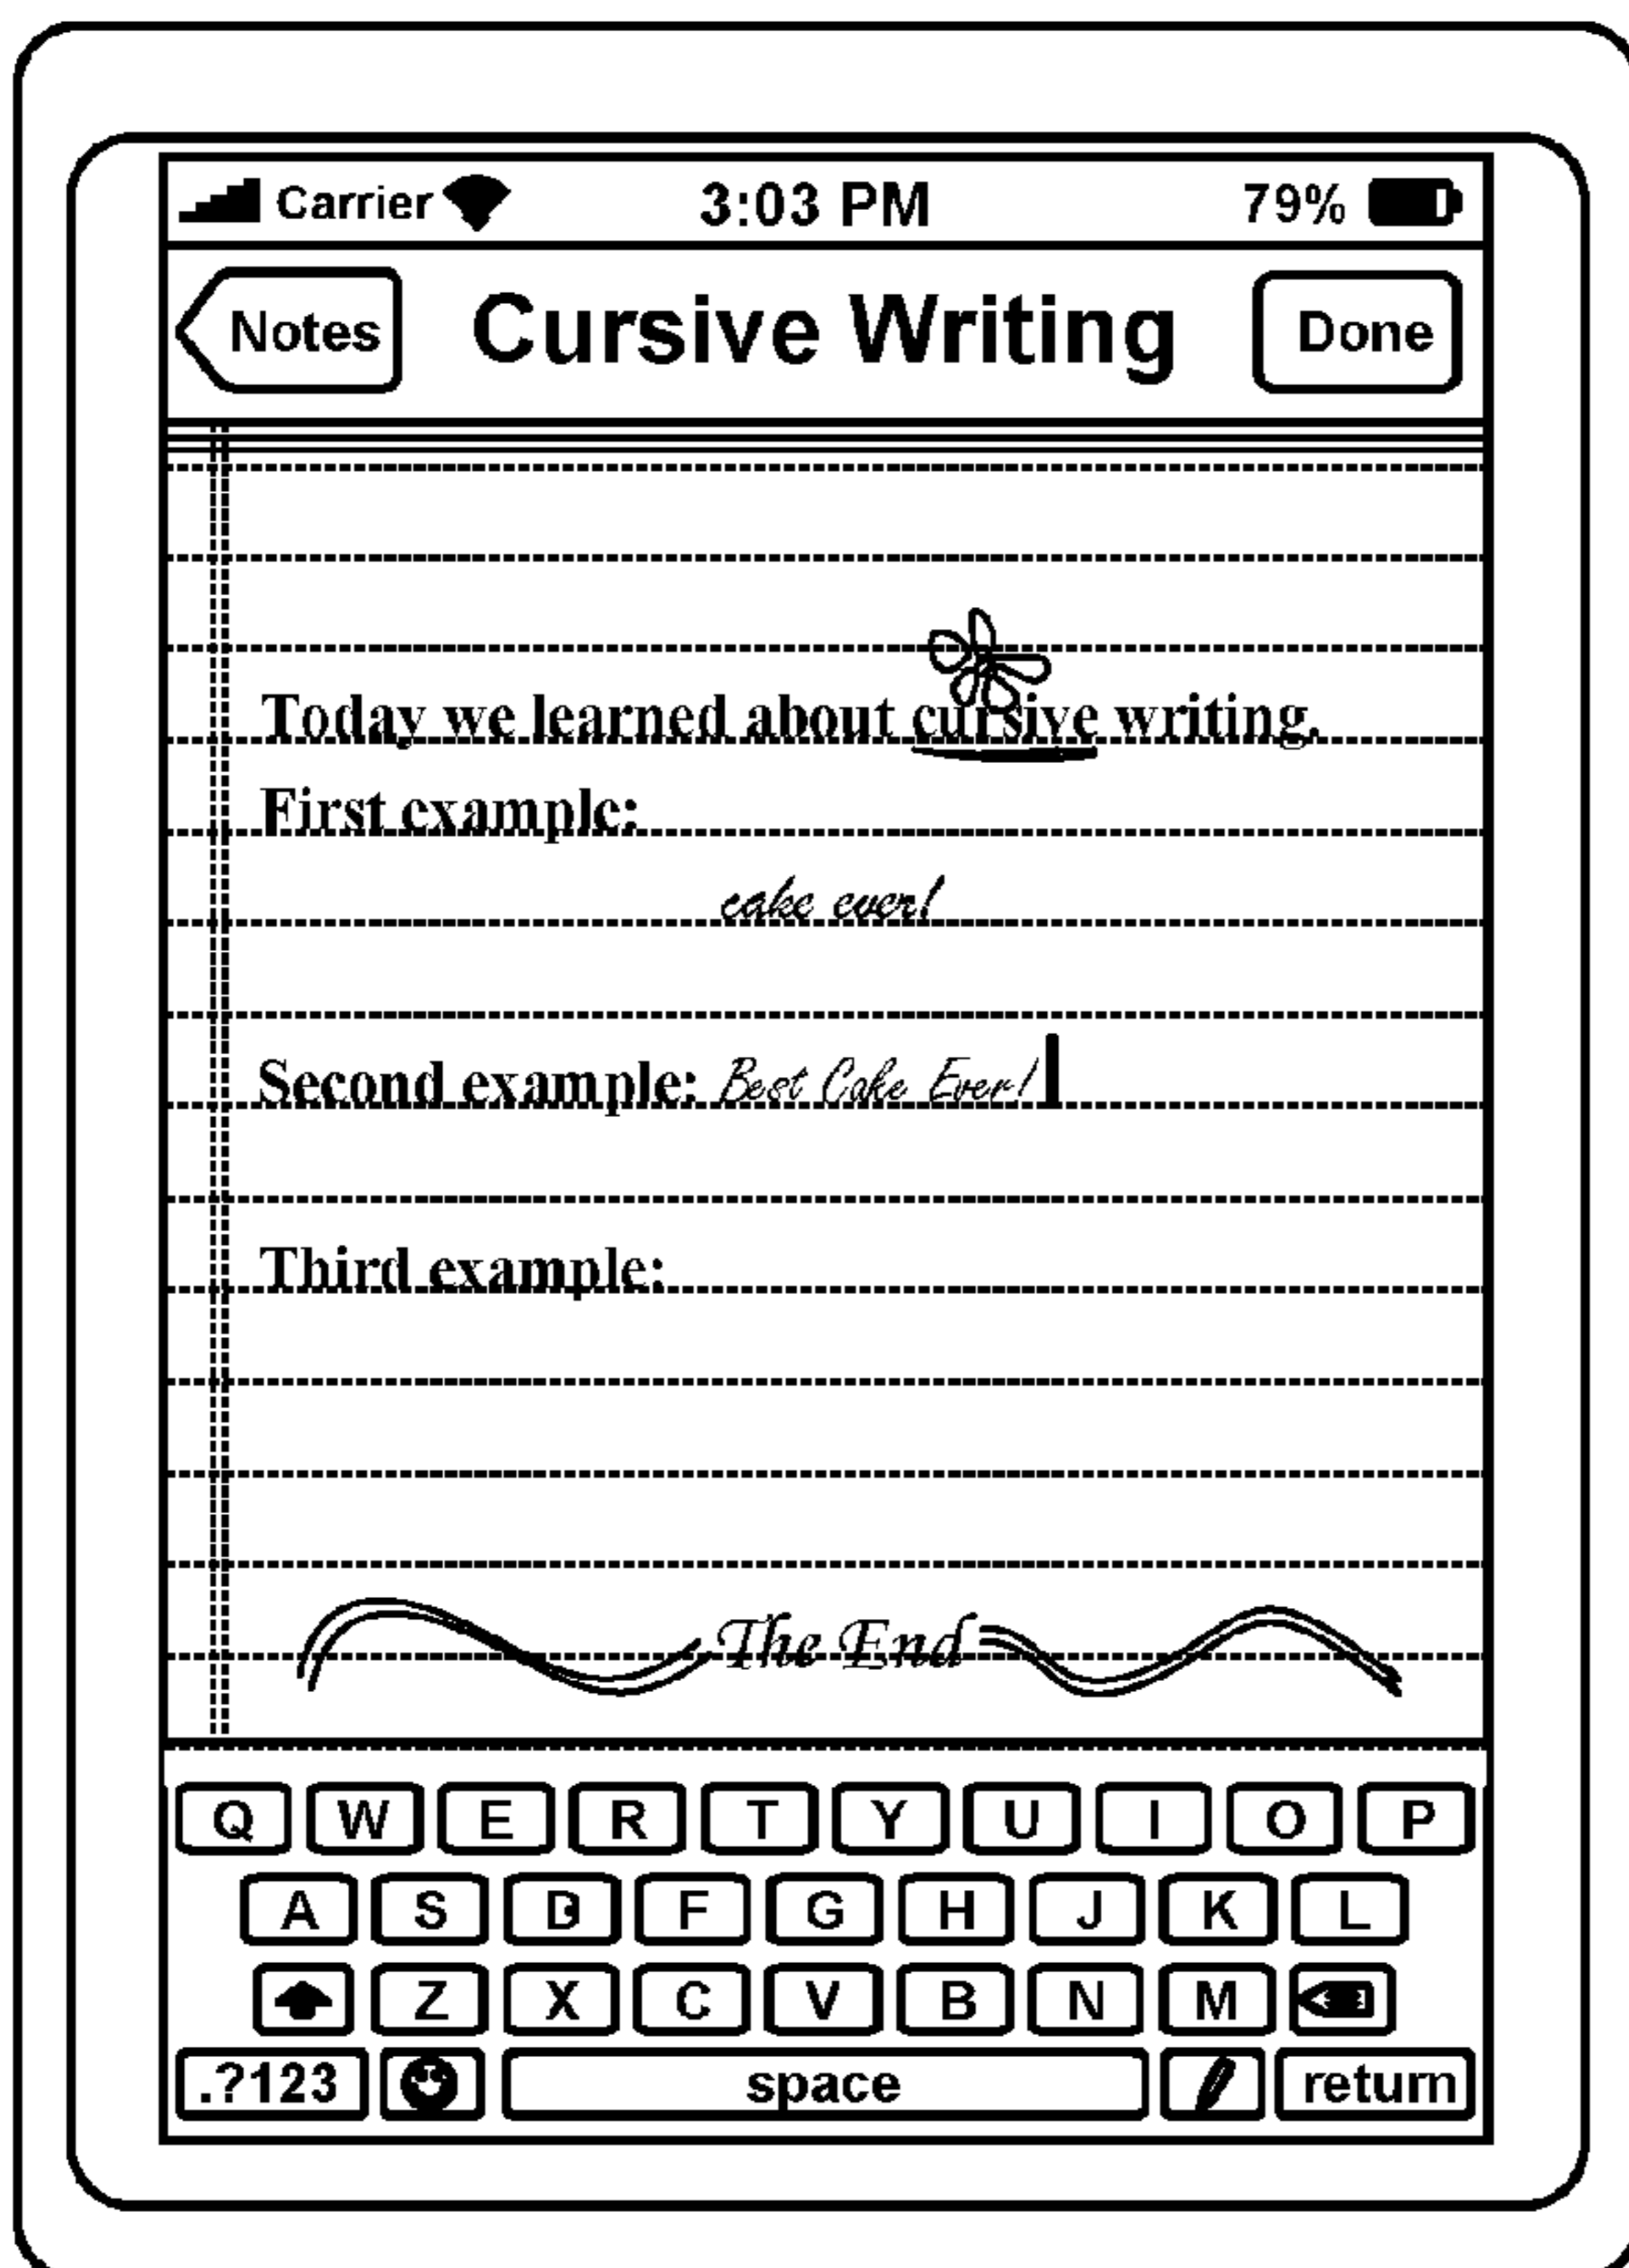 Carrier 3:03 PM 79%
Notes Cursive Writing Done
Today we learned about cursive writing.
First example:
cake ever!
Second example: Best Cake Ever!
Third example:
The End
Q W E R T Y U I O P
A S D F G H J K L
Z X C V B N M
.?123 space return